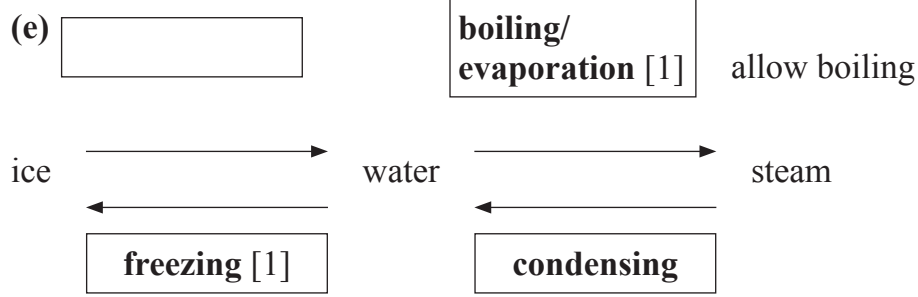 (e)
boiling/
evaporation [1] allow boiling
ice water steam
freezing [1] condensing